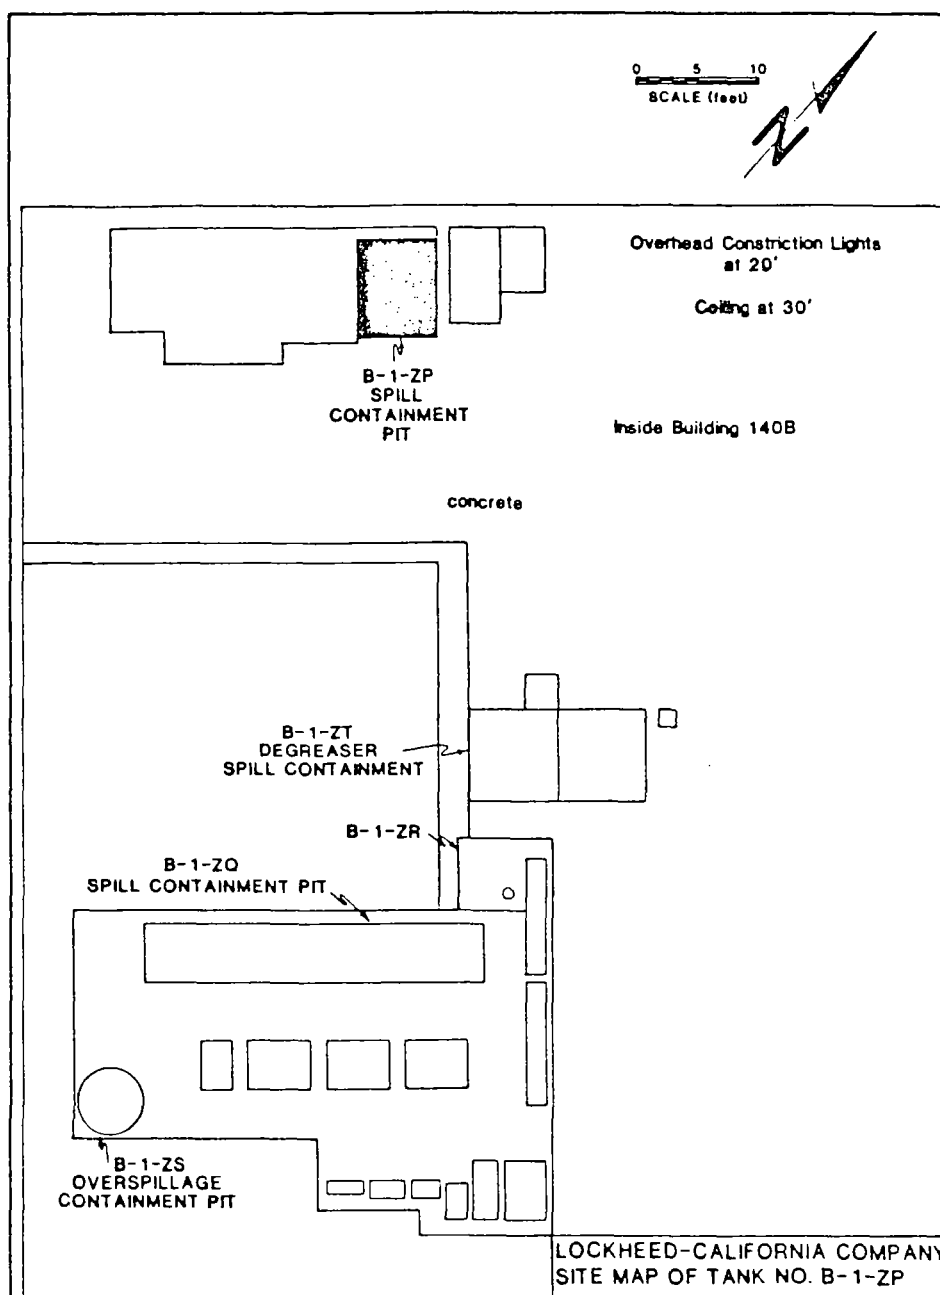 0 5 10
SCALE (feet)
N
Overhead Constriction Lights
at 20'
Ceiling at 30'
B-1-ZP
SPILL
CONTAINMENT
PIT
Inside Building 140B
concrete
B-1-ZT
DEGREASER
SPILL CONTAINMENT
B-1-ZR
B-1-ZQ
SPILL CONTAINMENT PIT
B-1-ZS
OVERSPILLAGE
CONTAINMENT PIT
LOCKHEED-CALIFORNIA COMPANY
SITE MAP OF TANK NO. B-1-ZP